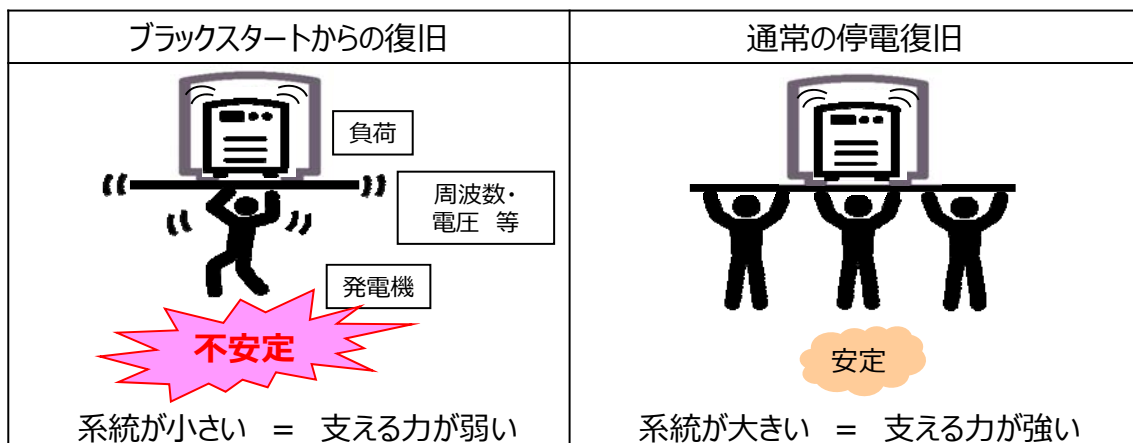 ブラックスタートからの復旧
通常の停電復旧
負荷
周波数・
電圧 等
発電機
不安定
安定
系統が小さい = 支える力が弱い
系統が大きい = 支える力が強い